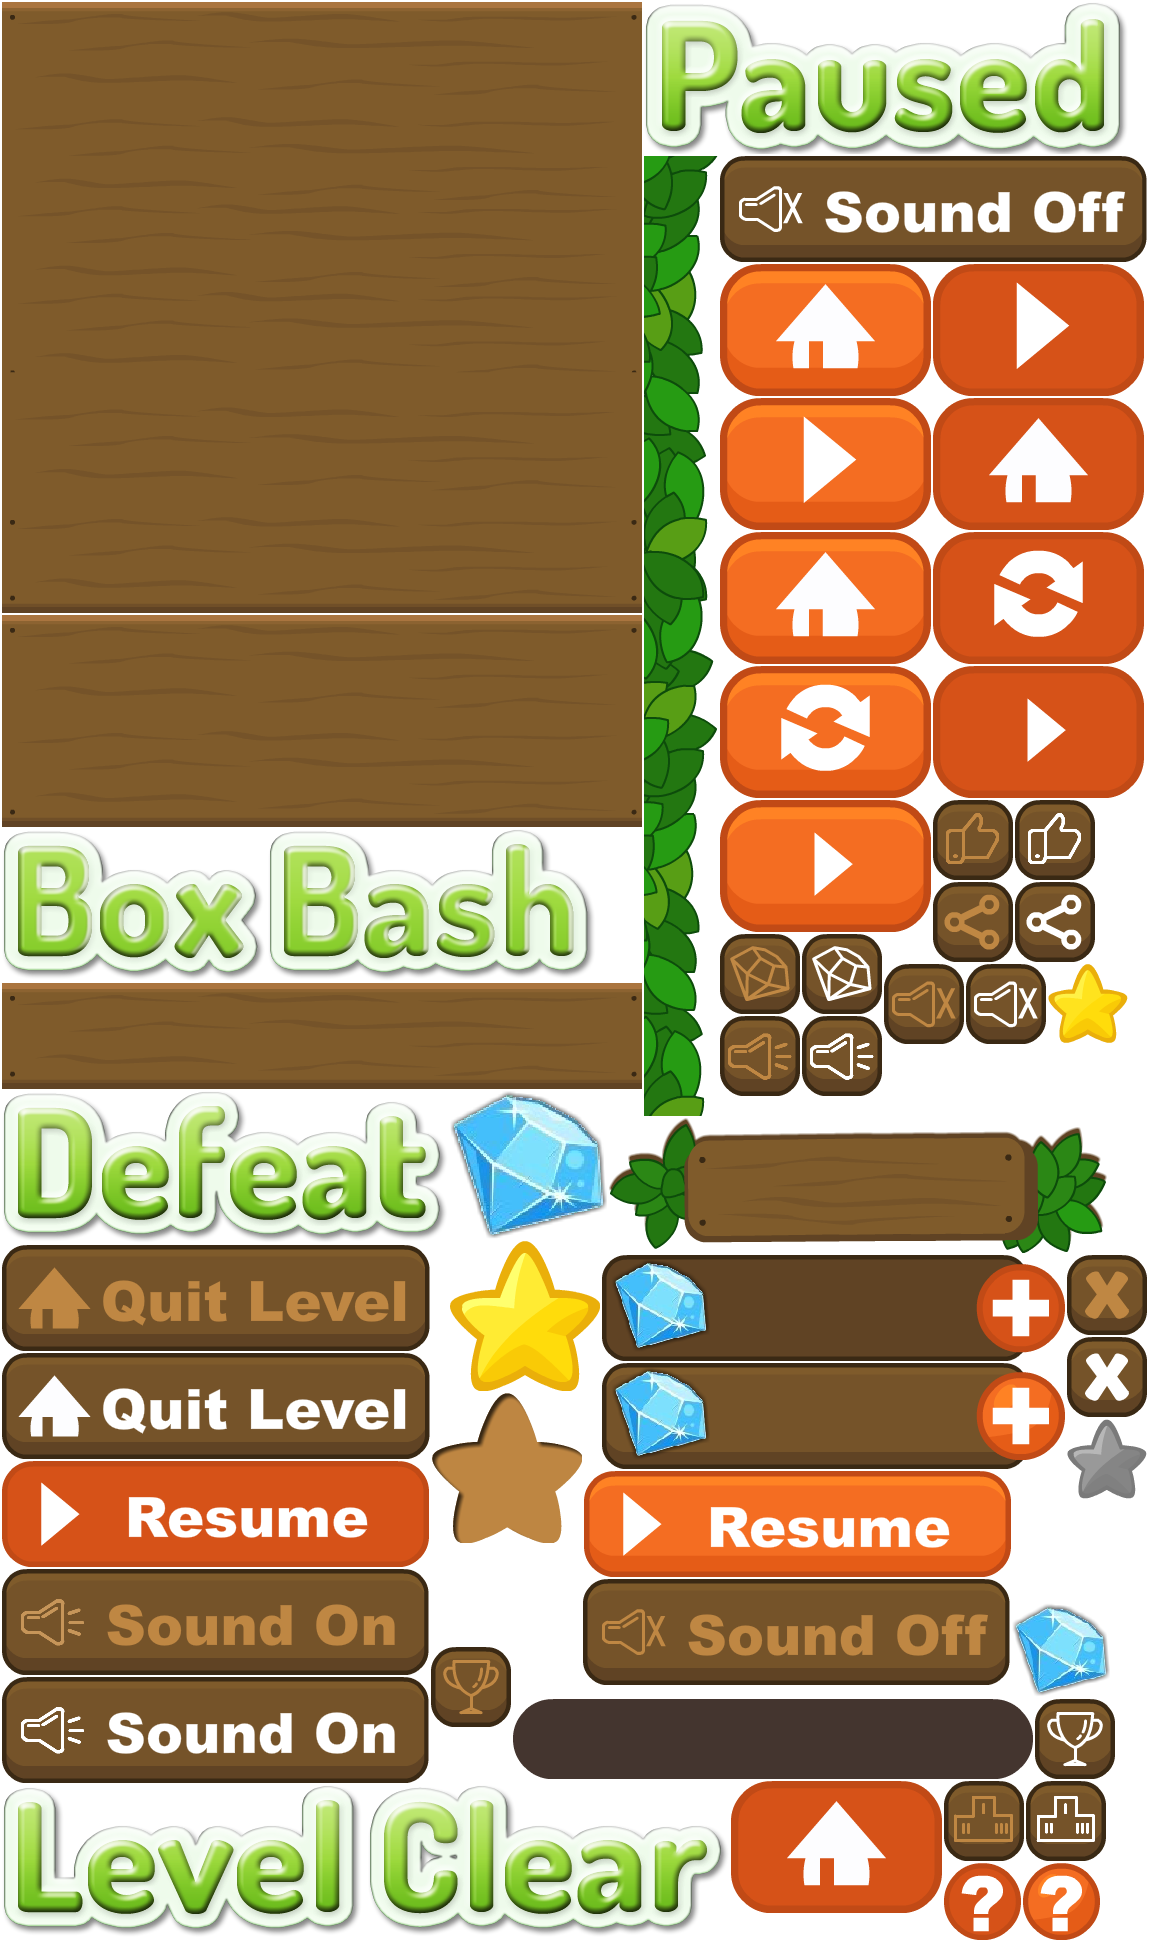 Paused
Sound Off
Box Bash
Defeat
Quit Level
X
Quit Level
X
Resume
Resume
Sound On
Sound Off
Sound On
Level Clear
? ?